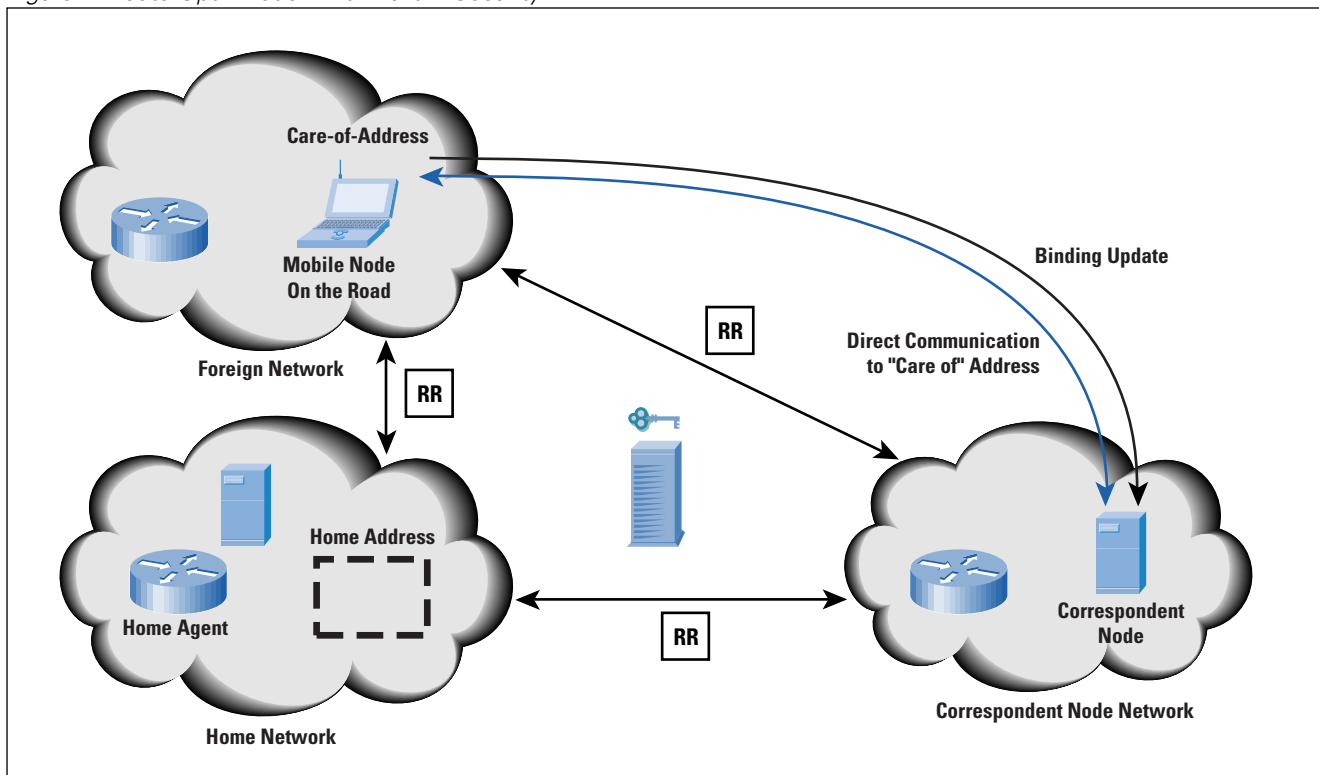 Care-of-Address
Mobile Node
On the Road
Foreign Network
Binding Update
Direct Communication
to "Care of" Address
RR
RR
Home Address
Home Agent
Home Network
RR
Correspondent
Node
Correspondent Node Network